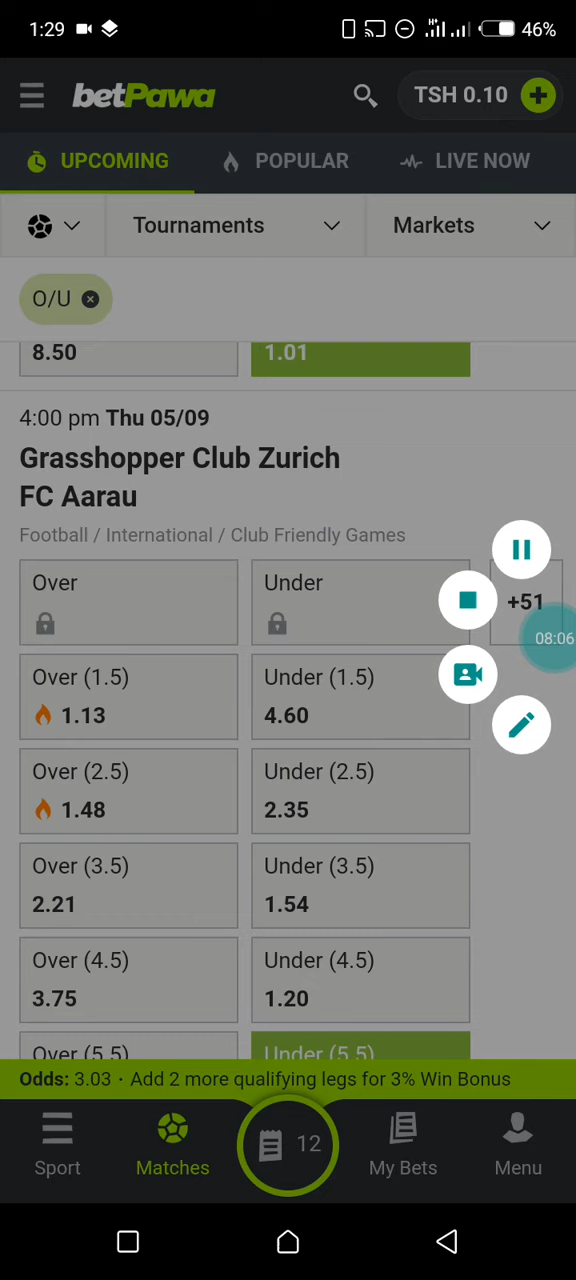 1:29 46%
betPawa TSH 0.10
UPCOMING POPULAR LIVE NOW
Tournaments Markets
O/U
8.50 1.01
4:00 pm Thu 05/09
Grasshopper Club Zurich
FC Aarau
Football / International / Club Friendly Games
Over Under +51
08:06
Over (1.5) Under (1.5)
1.13 4.60
Over (2.5) Under (2.5)
1.48 2.35
Over (3.5) Under (3.5)
2.21 1.54
Over (4.5) Under (4.5)
3.75 1.20
Over (5.5) Under (5.5)
Odds: 3.03 · Add 2 more qualifying legs for 3% Win Bonus
12
Sport Matches My Bets Menu